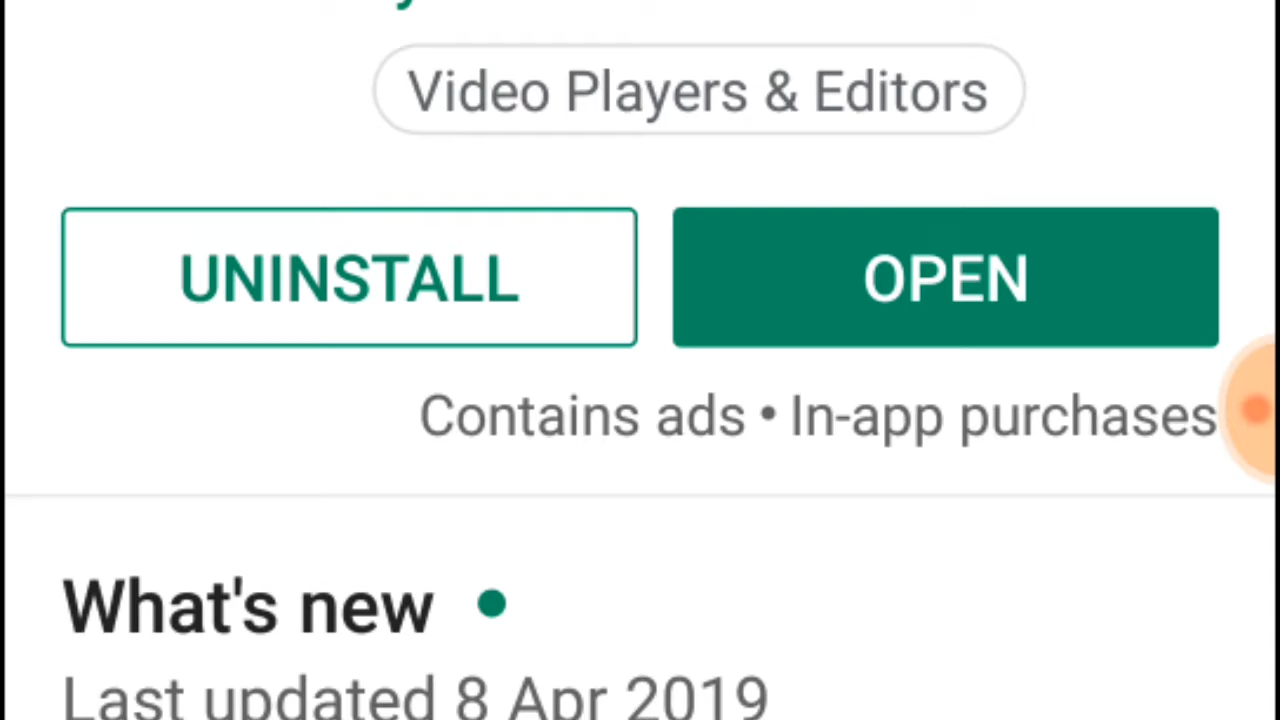 Video Players & Editors
UNINSTALL OPEN
Contains ads • In-app purchases
What's new
Last updated 8 Apr 2019